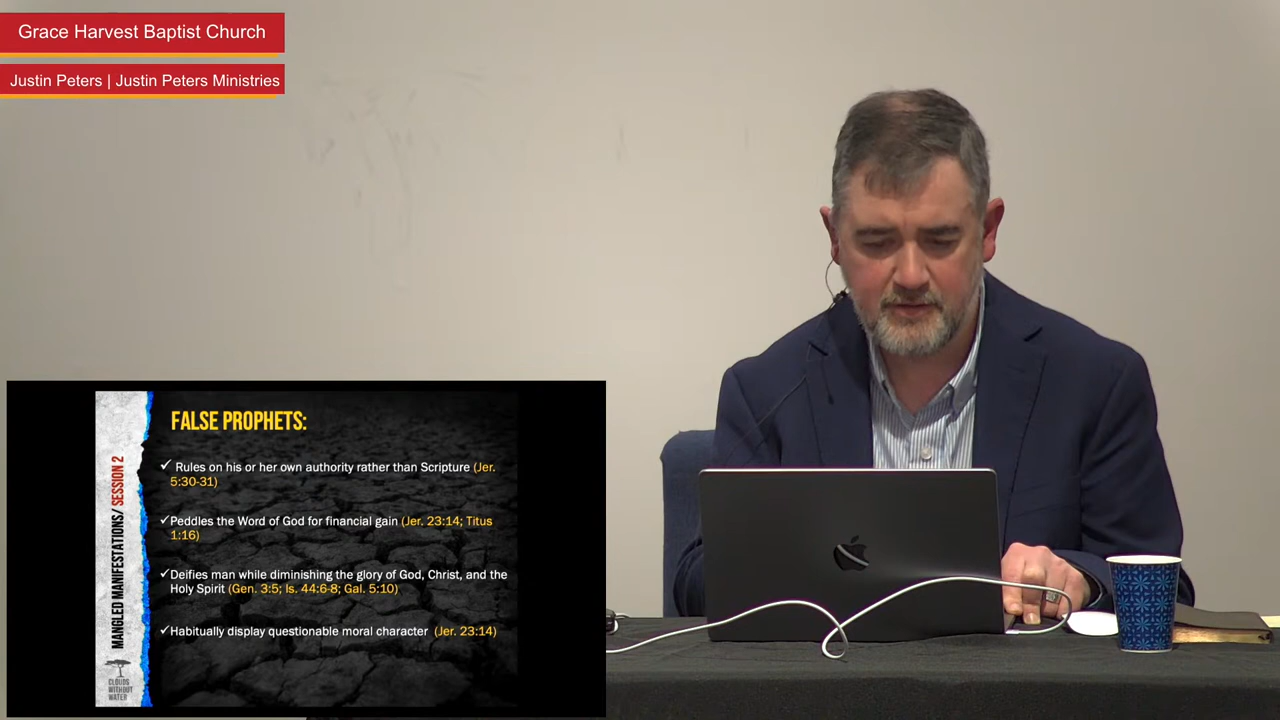 Grace Harvest Baptist Church
Justin Peters | Justin Peters Ministries
FALSE PROPHETS:
✓ Rules on his or her own authority rather than Scripture (Jer.
5:30-31)
✓Peddles the Word of God for financial gain (Jer. 23:14; Titus
1:16)
✓Deifies man while diminishing the glory of God, Christ, and the
Holy Spirit (Gen. 3:5; Is. 44:6-8; Gal. 5:10)
✓Habitually display questionable moral character (Jer. 23:14)
MANGLED MANIFESTATIONS/ SESSION 2
CLOUDS
WITHOUT
WATER